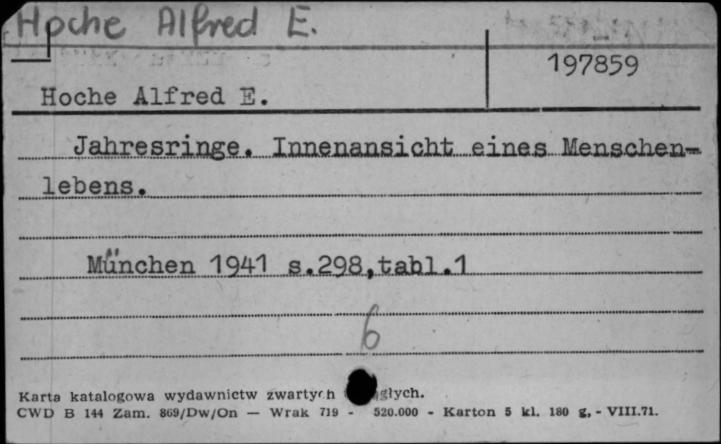 Hoche Alfred E.
197859
Hoche Alfred E.
Jahresringe. Innenansicht eines Menschen-
lebens.
München 1941 s.298,tabl.1
6
Karta katalogowa wydawnictw zwartych
CWD B 144 Zam. 869/Dw/On — Wrak 719 - 520.000 - Karton 5 kl. 180 g, - VIII.71.